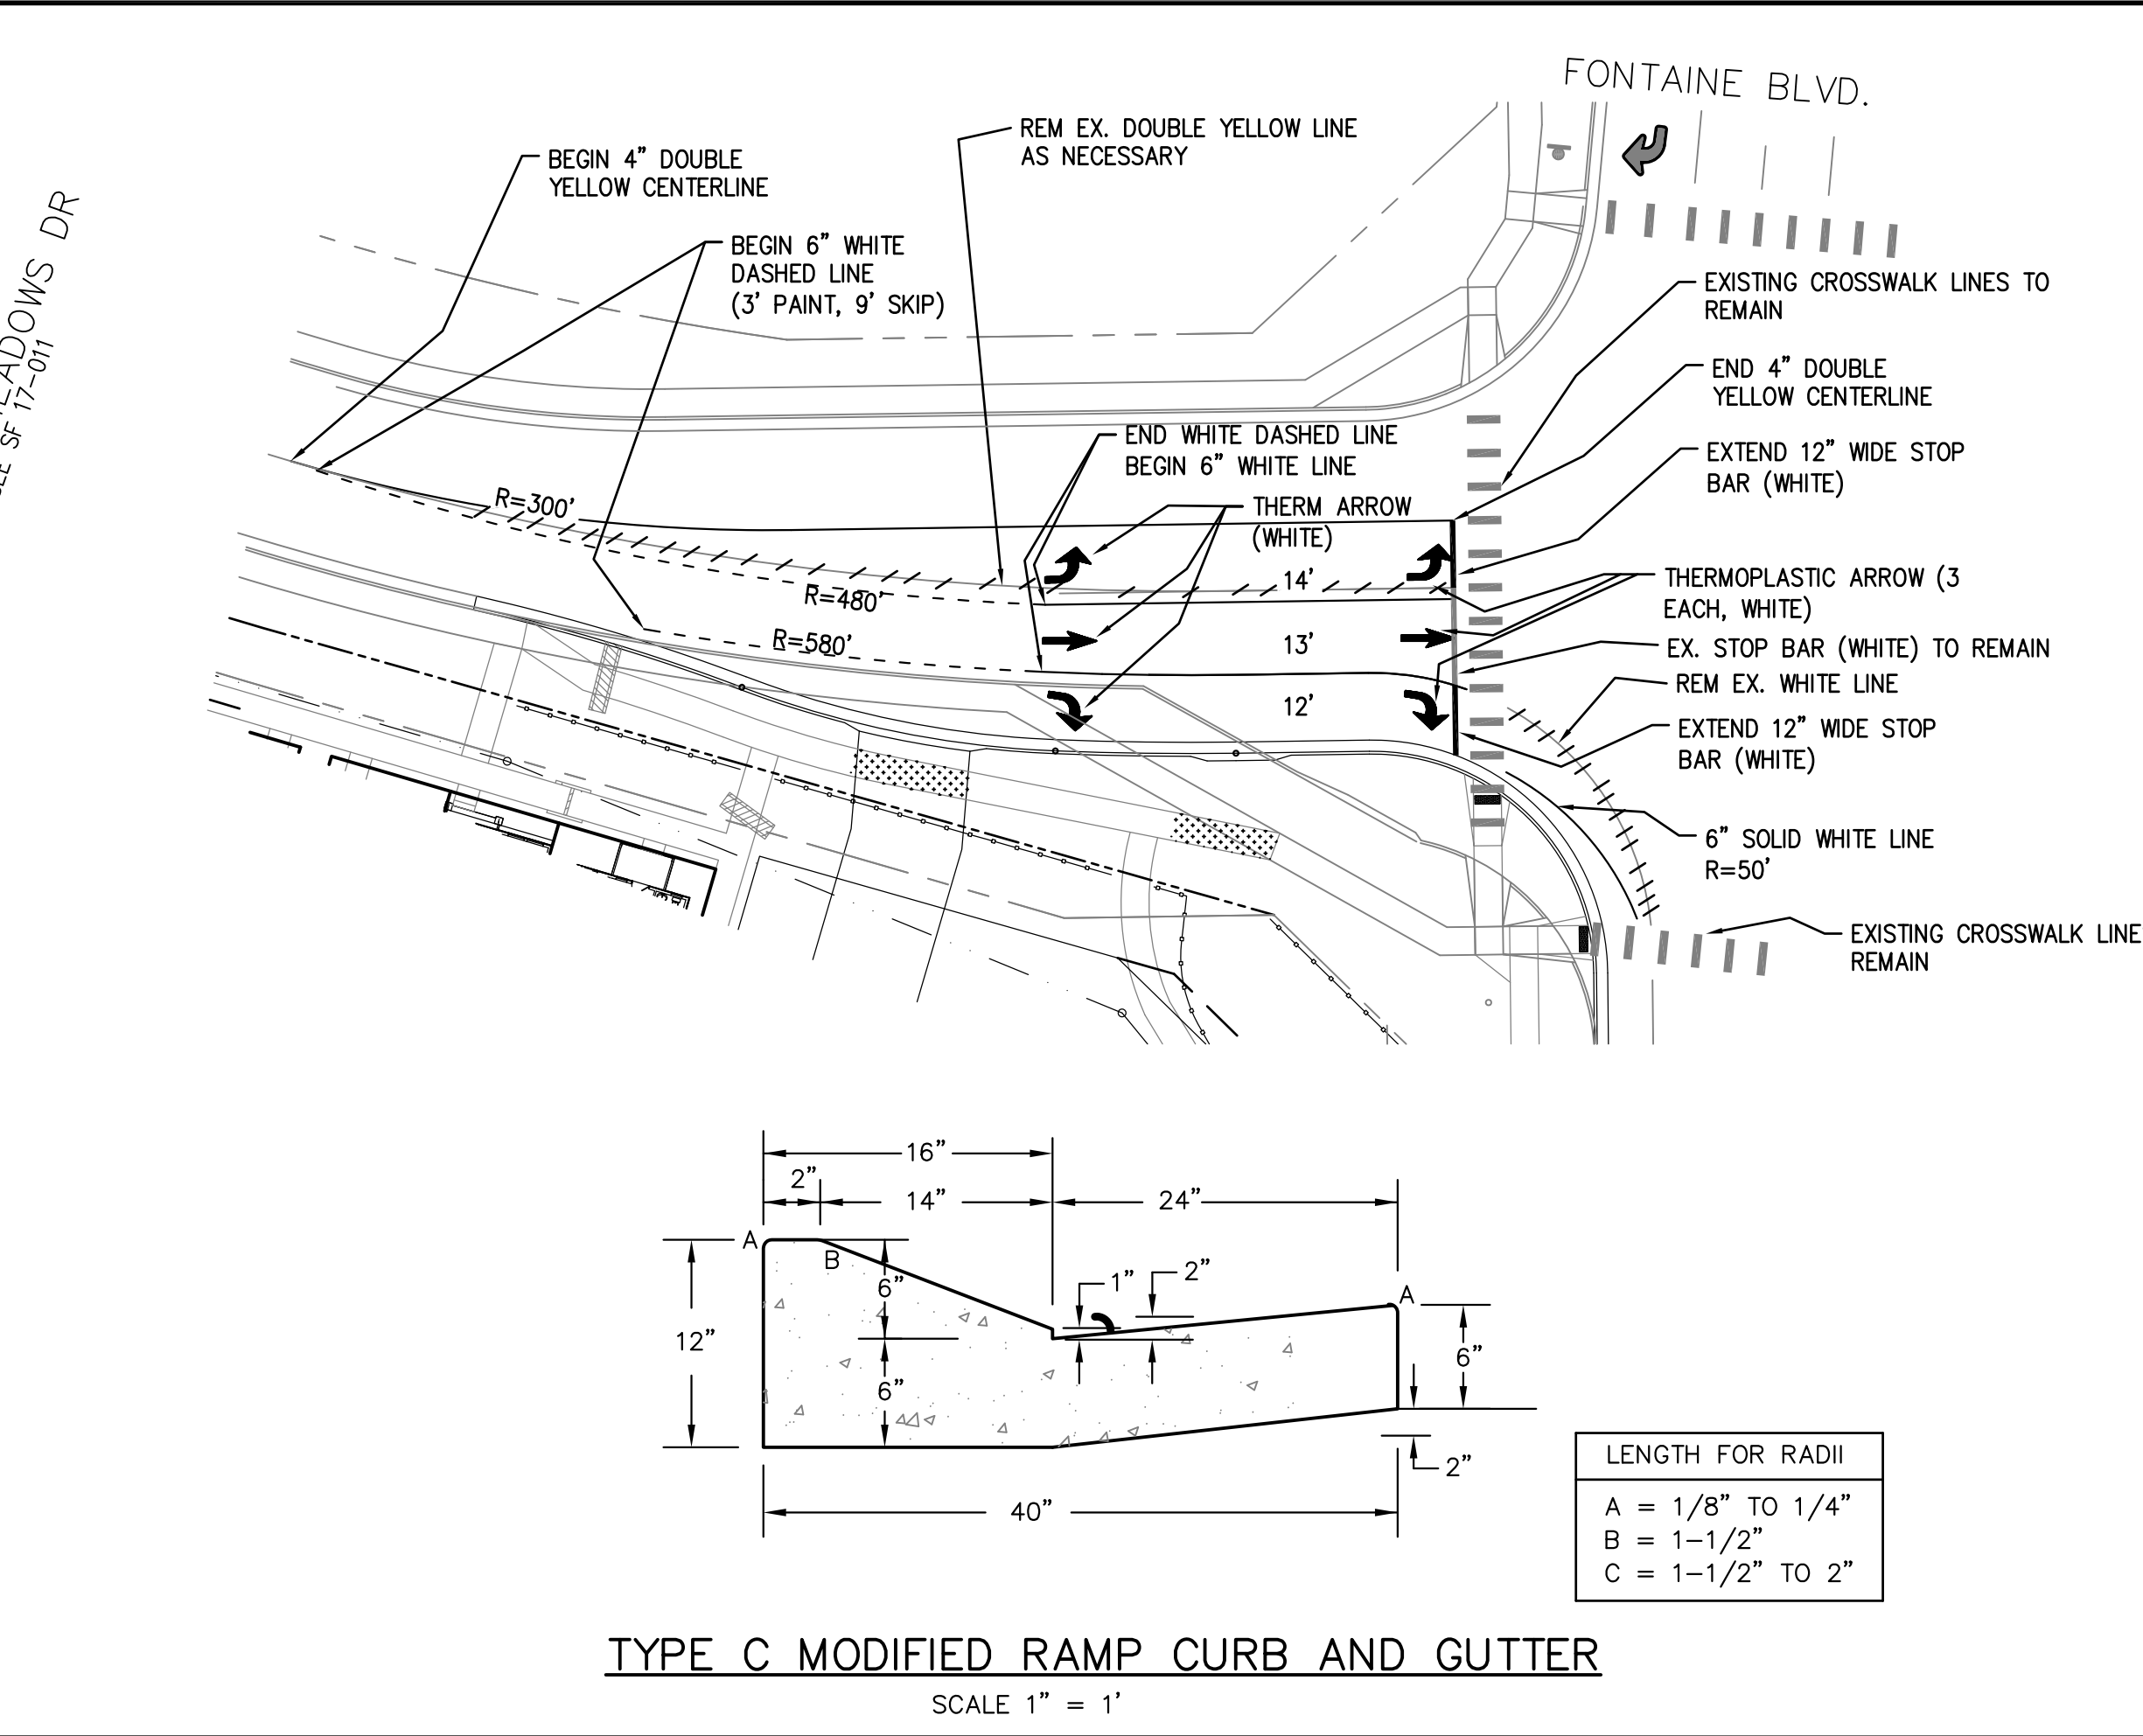 FONTAINE BLVD.
REM EX. DOUBLE YELLOW LINE
AS NECESSARY
BEGIN 4" DOUBLE
YELLOW CENTERLINE
BEGIN 6" WHITE
DASHED LINE
(3' PAINT, 9' SKIP)
EADOWS DR
SF 17-011
EXISTING CROSSWALK LINES TO
REMAIN
END 4" DOUBLE
YELLOW CENTERLINE
END WHITE DASHED LINE
BEGIN 6" WHITE LINE
EXTEND 12" WIDE STOP
BAR (WHITE)
R=300'
THERM ARROW
(WHITE)
14'
R=480'
THERMOPLASTIC ARROW (3
EACH, WHITE)
R=580'
13'
EX. STOP BAR (WHITE) TO REMAIN
REM EX. WHITE LINE
12'
EXTEND 12" WIDE STOP
BAR (WHITE)
6" SOLID WHITE LINE
R=50'
EXISTING CROSSWALK LINE
REMAIN
16"
2"
14"
24"
A
B
6"
1"
2"
A
12"
6"
6"
2"
40"
LENGTH FOR RADII
A = 1/8" TO 1/4"
B = 1-1/2"
C = 1-1/2" TO 2"
TYPE C MODIFIED RAMP CURB AND GUTTER
SCALE 1" = 1'